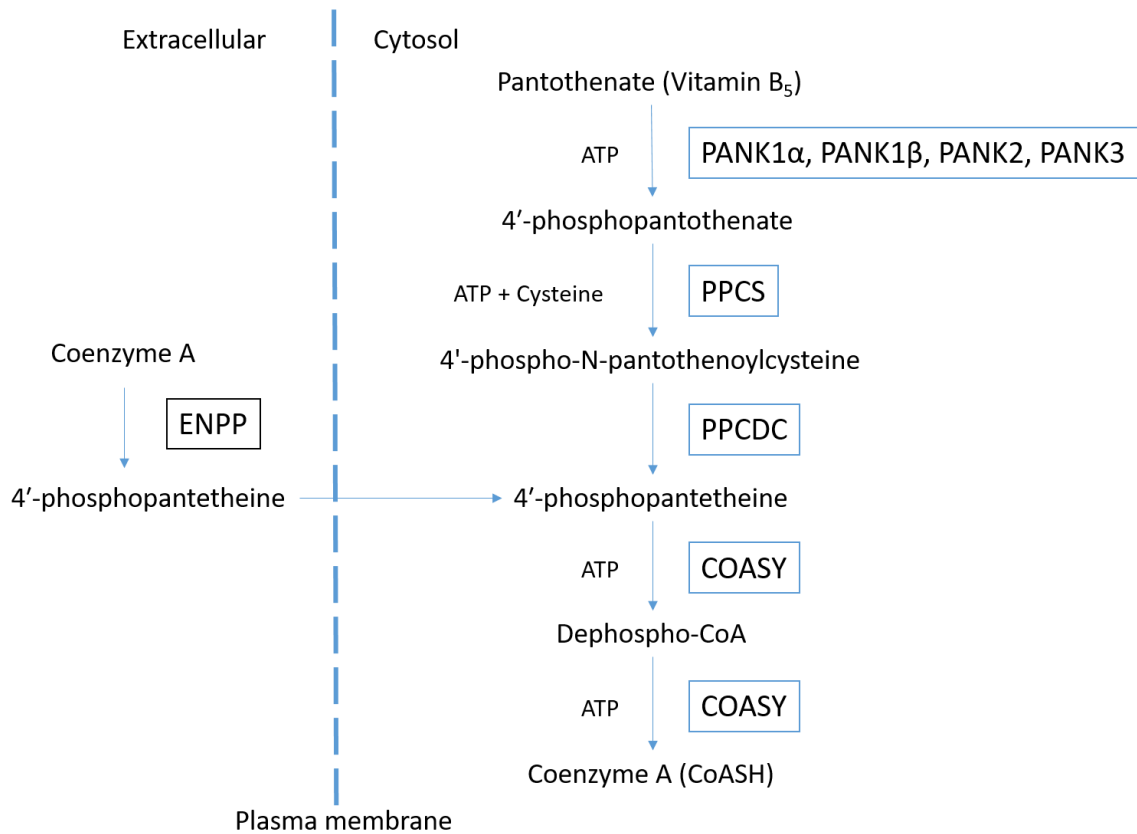 Extracellular
Cytosol
Pantothenate (Vitamin B₅)
ATP
PANK1α, PANK1β, PANK2, PANK3
4′-phosphopantothenate
ATP + Cysteine
PPCS
Coenzyme A
4'-phospho-N-pantothenoylcysteine
ENPP
PPCDC
4′-phosphopantetheine
4′-phosphopantetheine
ATP
COASY
Dephospho-CoA
ATP
COASY
Coenzyme A (CoASH)
Plasma membrane